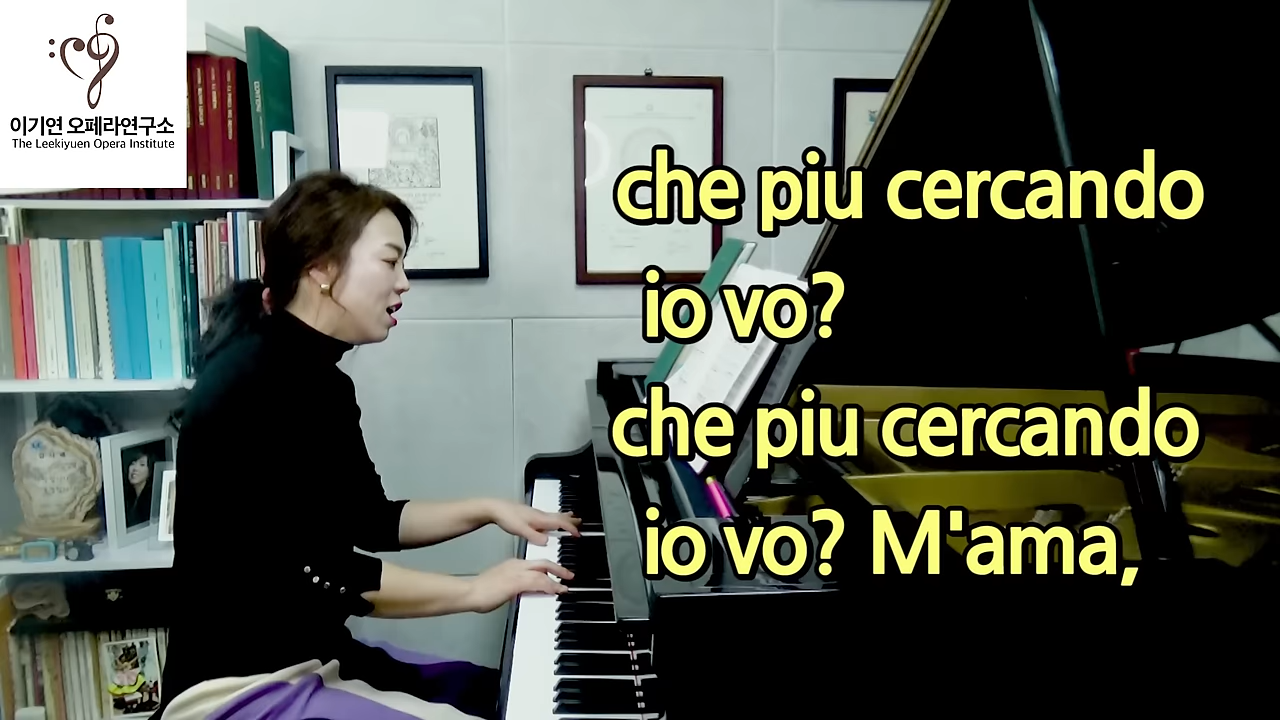 이기연 오페라연구소
The Leekiyuen Opera Institute
che piu cercando
io vo?
che piu cercando
io vo? M'ama,